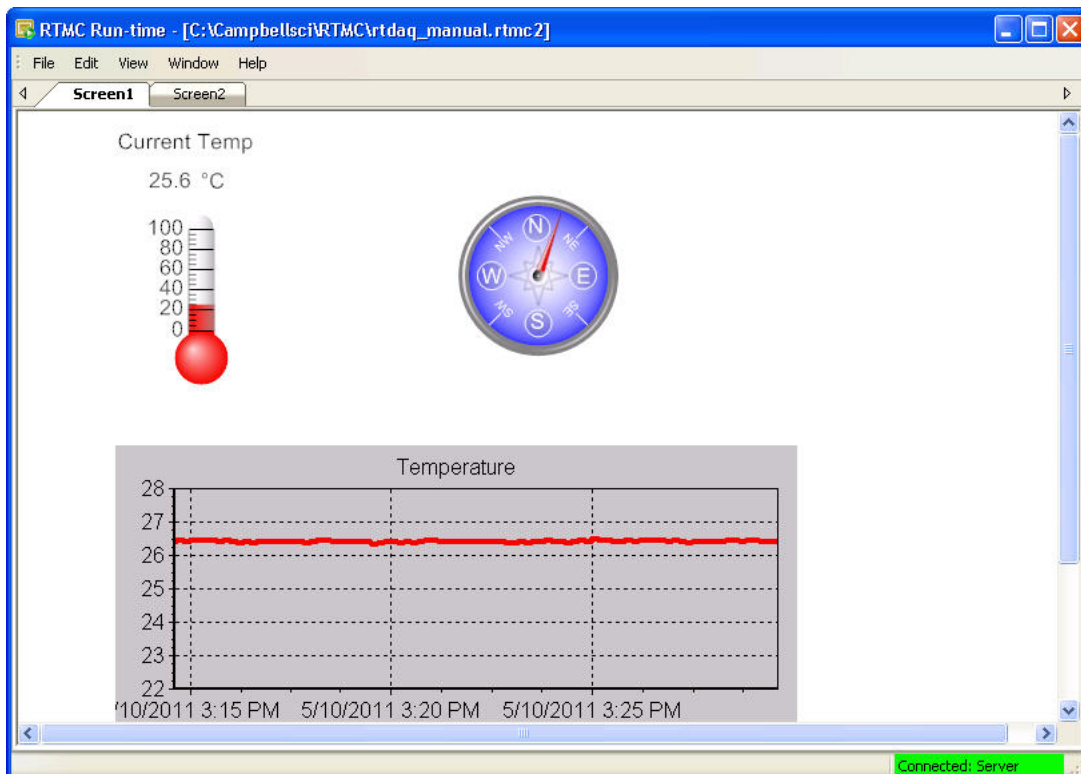 RTMC Run-time - [C:\Campbellsci\RTMC\rtdaq_manual.rtmc2]
File Edit View Window Help
Screen1 Screen2
Current Temp
25.6 °C
100
80
60
40
20
0
N
NE
E
SE
S
SW
W
NW
Temperature
28
27
26
25
24
23
22
/10/2011 3:15 PM 5/10/2011 3:20 PM 5/10/2011 3:25 PM
Connected: Server